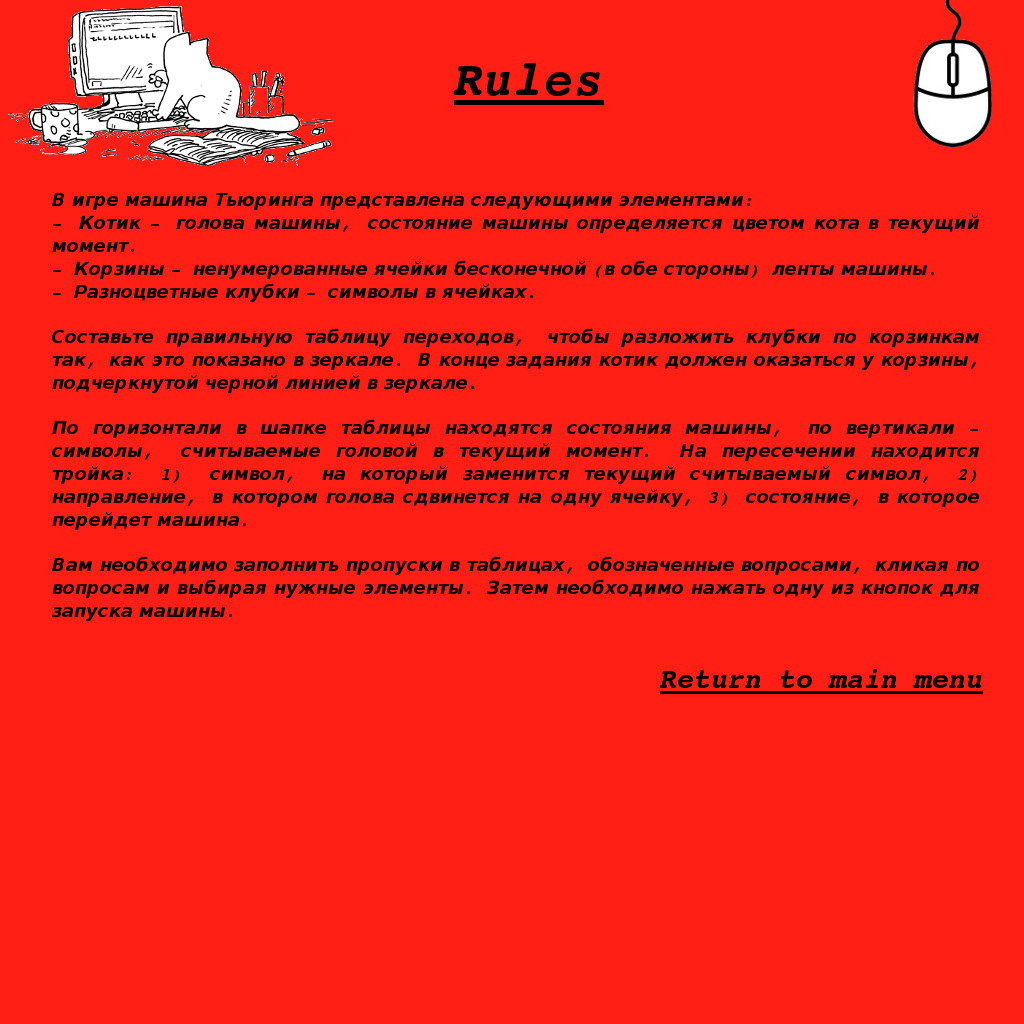 Rules
В игре машина Тьюринга представлена следующими элементами:
– Котик – голова машины, состояние машины определяется цветом кота в текущий
момент.
– Корзины – ненумерованные ячейки бесконечной (в обе стороны) ленты машины.
– Разноцветные клубки – символы в ячейках.
Составьте правильную таблицу переходов, чтобы разложить клубки по корзинкам
так, как это показано в зеркале. В конце задания котик должен оказаться у корзины,
подчеркнутой черной линией в зеркале.
По горизонтали в шапке таблицы находятся состояния машины, по вертикали –
символы, считываемые головой в текущий момент. На пересечении находится
тройка: 1) символ, на который заменится текущий считываемый символ, 2)
направление, в котором голова сдвинется на одну ячейку, 3) состояние, в которое
перейдет машина.
Вам необходимо заполнить пропуски в таблицах, обозначенные вопросами, кликая по
вопросам и выбирая нужные элементы. Затем необходимо нажать одну из кнопок для
запуска машины.
Return to main menu